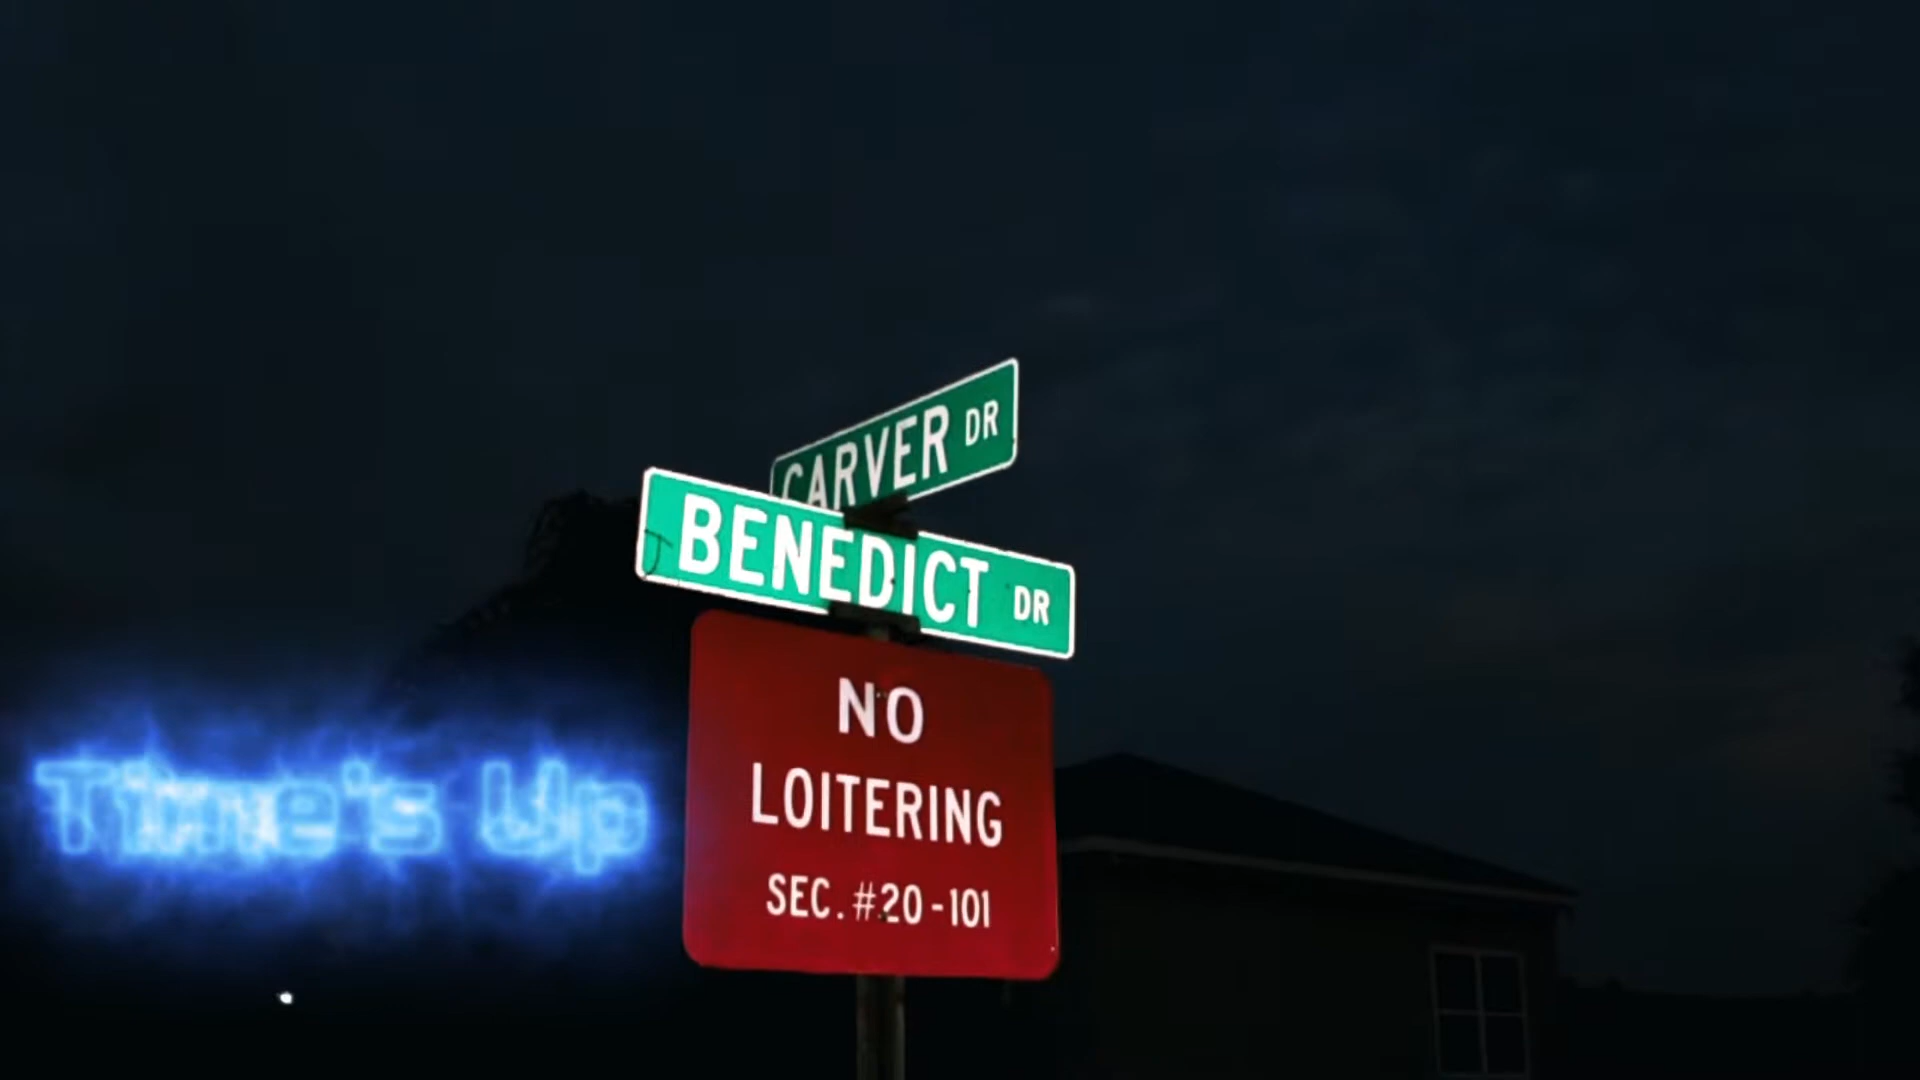 CARVER DR
BENEDICT DR
NO
LOITERING
SEC. #20-101
Time's Up